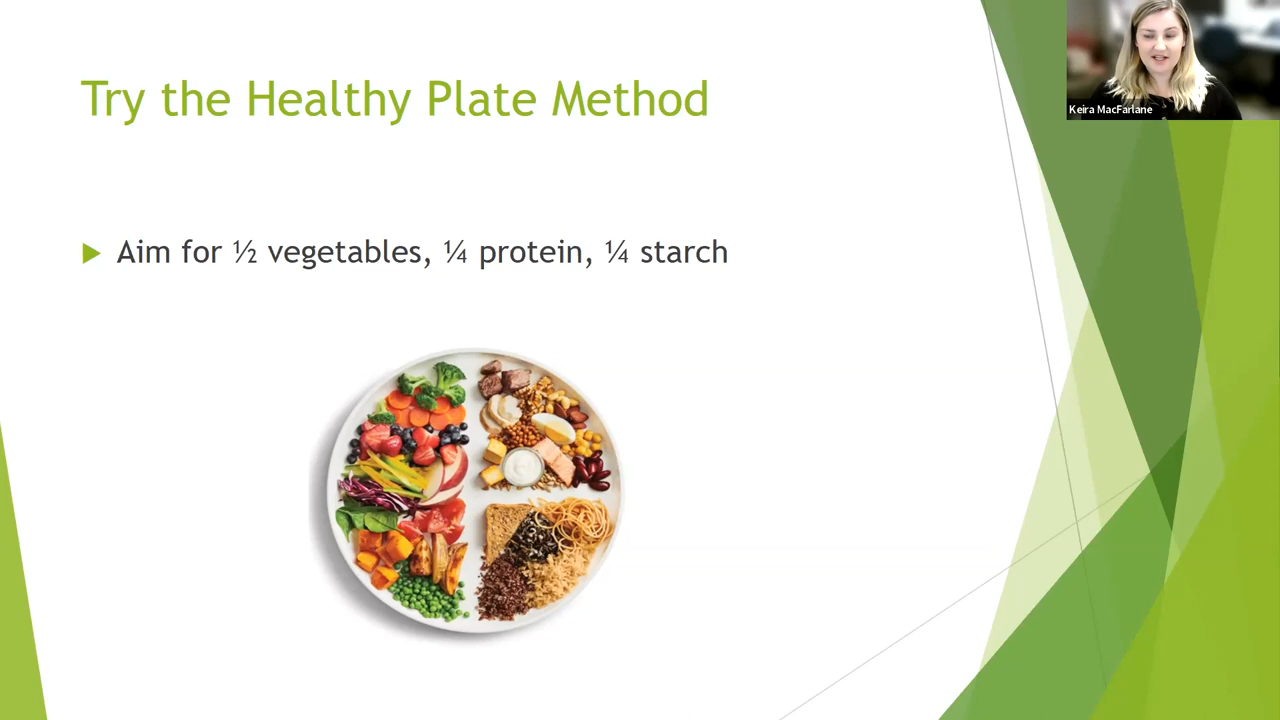 Try the Healthy Plate Method
Keira MacFarlane
Aim for ½ vegetables, ¼ protein, ¼ starch